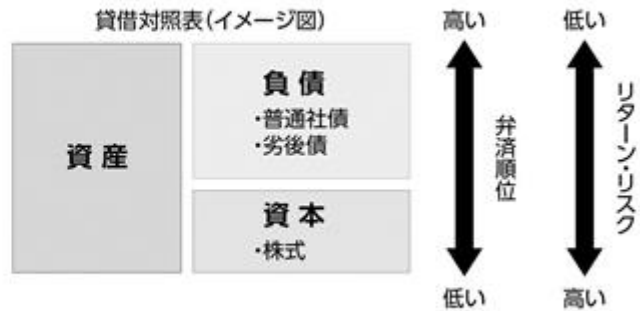 貸借対照表(イメージ図)
資産
負債
・普通社債
・劣後債
資本
・株式
高い
弁済順位
低い
低い
リターン・リスク
高い